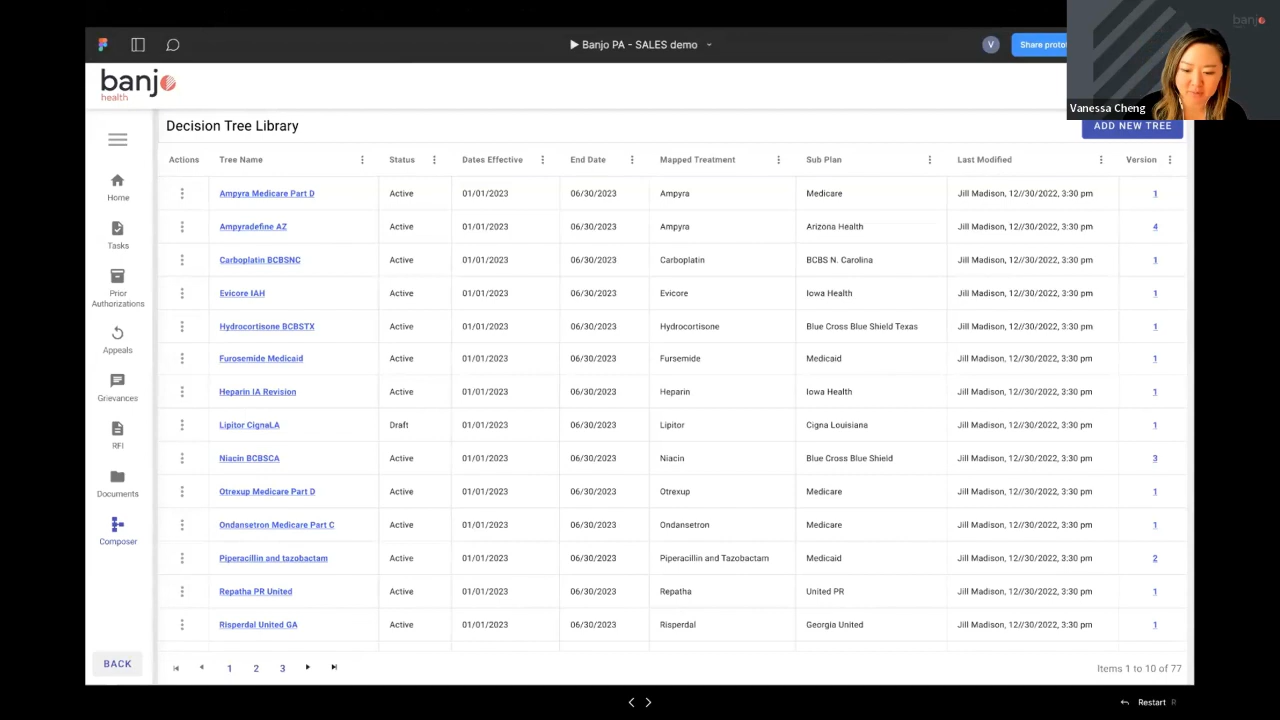 banjo
▶ Banjo PA - SALES demo
V
Share proto
Vanessa Cheng
banjo
health
Decision Tree Library
ADD NEW TREE
Actions Tree Name Status Dates Effective End Date Mapped Treatment Sub Plan Last Modified Version
Ampyra Medicare Part D Active 01/01/2023 06/30/2023 Ampyra Medicare Jill Madison, 12//30/2022, 3:30 pm 1
Ampyradefine AZ Active 01/01/2023 06/30/2023 Ampyra Arizona Health Jill Madison, 12//30/2022, 3:30 pm 4
Carboplatin BCBSNC Active 01/01/2023 06/30/2023 Carboplatin BCBS N. Carolina Jill Madison, 12//30/2022, 3:30 pm 1
Evicore IAH Active 01/01/2023 06/30/2023 Evicore Iowa Health Jill Madison, 12//30/2022, 3:30 pm 1
Hydrocortisone BCBSTX Active 01/01/2023 06/30/2023 Hydrocortisone Blue Cross Blue Shield Texas Jill Madison, 12//30/2022, 3:30 pm 1
Furosemide Medicaid Active 01/01/2023 06/30/2023 Fursemide Medicaid Jill Madison, 12//30/2022, 3:30 pm 1
Heparin IA Revision Active 01/01/2023 06/30/2023 Heparin Iowa Health Jill Madison, 12//30/2022, 3:30 pm 1
Lipitor CignaLA Draft 01/01/2023 06/30/2023 Lipitor Cigna Louisiana Jill Madison, 12//30/2022, 3:30 pm 1
Niacin BCBSCA Active 01/01/2023 06/30/2023 Niacin Blue Cross Blue Shield Jill Madison, 12//30/2022, 3:30 pm 3
Otrexup Medicare Part D Active 01/01/2023 06/30/2023 Otrexup Medicare Jill Madison, 12//30/2022, 3:30 pm 1
Ondansetron Medicare Part C Active 01/01/2023 06/30/2023 Ondansetron Medicare Jill Madison, 12//30/2022, 3:30 pm 1
Piperacillin and tazobactam Active 01/01/2023 06/30/2023 Piperacillin and Tazobactam Medicaid Jill Madison, 12//30/2022, 3:30 pm 2
Repatha PR United Active 01/01/2023 06/30/2023 Repatha United PR Jill Madison, 12//30/2022, 3:30 pm 1
Risperdal United GA Active 01/01/2023 06/30/2023 Risperdal Georgia United Jill Madison, 12//30/2022, 3:30 pm 1
Home
Tasks
Prior
Authorizations
Appeals
Grievances
RFI
Documents
Composer
BACK
1 2 3
Items 1 to 10 of 77
Restart R